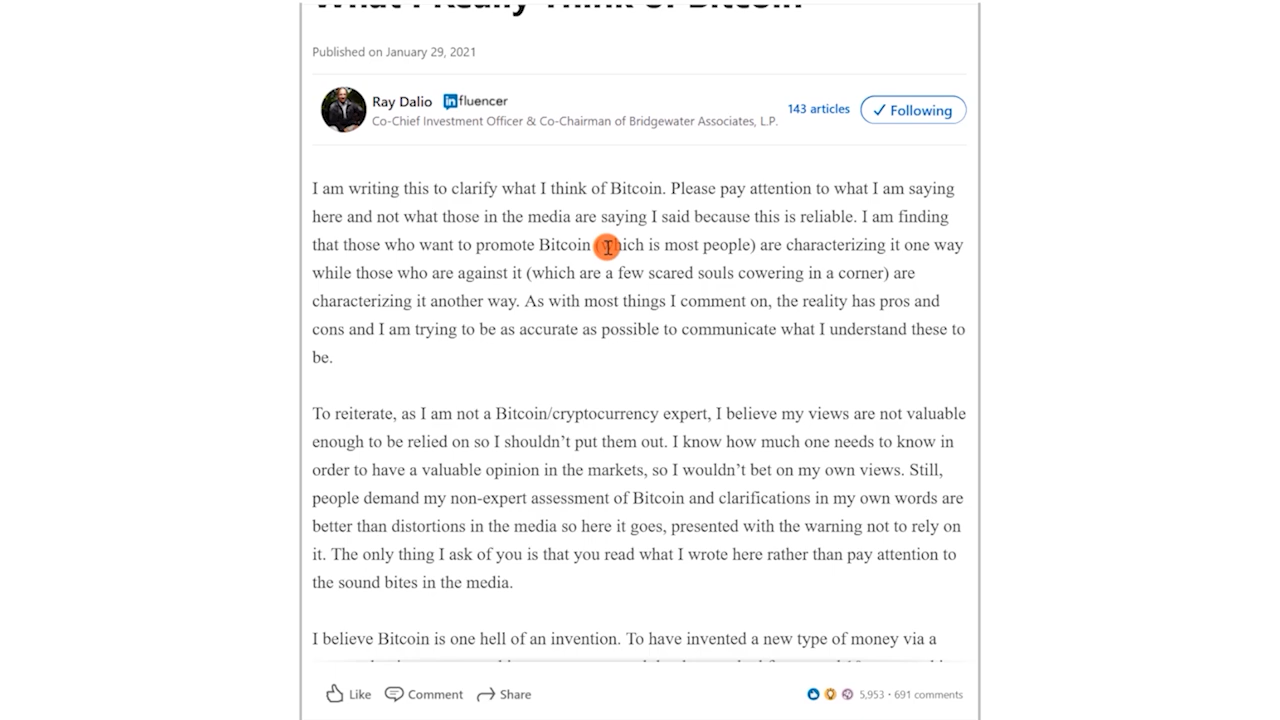 What I Really Think of Bitcoin
Published on January 29, 2021
Ray Dalio influencer
Co-Chief Investment Officer & Co-Chairman of Bridgewater Associates, L.P.
143 articles
Following
I am writing this to clarify what I think of Bitcoin. Please pay attention to what I am saying
here and not what those in the media are saying I said because this is reliable. I am finding
that those who want to promote Bitcoin (which is most people) are characterizing it one way
while those who are against it (which are a few scared souls cowering in a corner) are
characterizing it another way. As with most things I comment on, the reality has pros and
cons and I am trying to be as accurate as possible to communicate what I understand these to
be.
To reiterate, as I am not a Bitcoin/cryptocurrency expert, I believe my views are not valuable
enough to be relied on so I shouldn’t put them out. I know how much one needs to know in
order to have a valuable opinion in the markets, so I wouldn’t bet on my own views. Still,
people demand my non-expert assessment of Bitcoin and clarifications in my own words are
better than distortions in the media so here it goes, presented with the warning not to rely on
it. The only thing I ask of you is that you read what I wrote here rather than pay attention to
the sound bites in the media.
I believe Bitcoin is one hell of an invention. To have invented a new type of money via a
Like Comment Share
5,953 • 691 comments